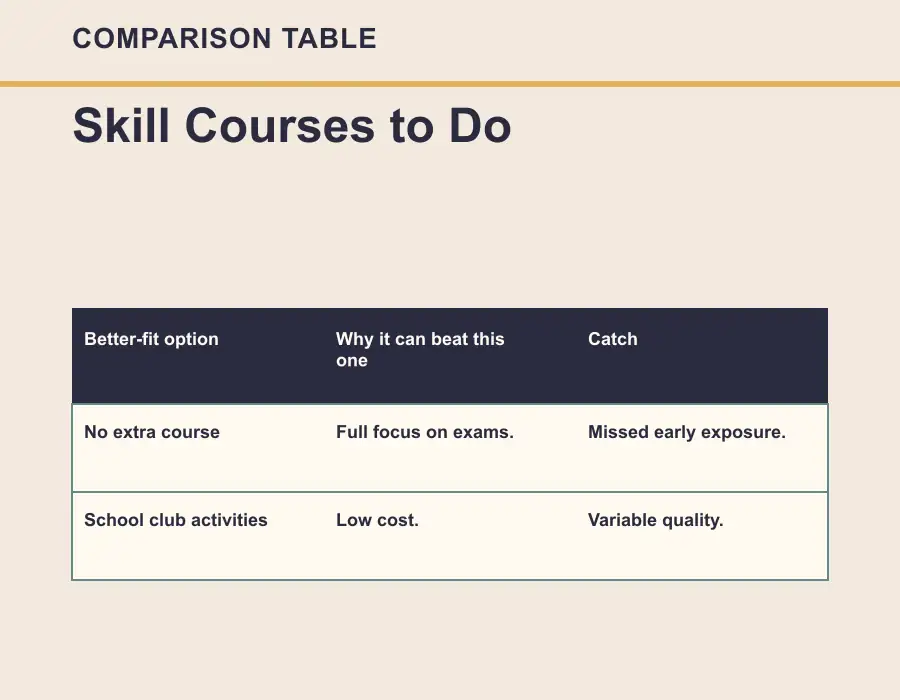 COMPARISON TABLE
Skill Courses to Do
Better-fit option
Why it can beat this
one
Catch
No extra course
Full focus on exams.
Missed early exposure.
School club activities
Low cost.
Variable quality.